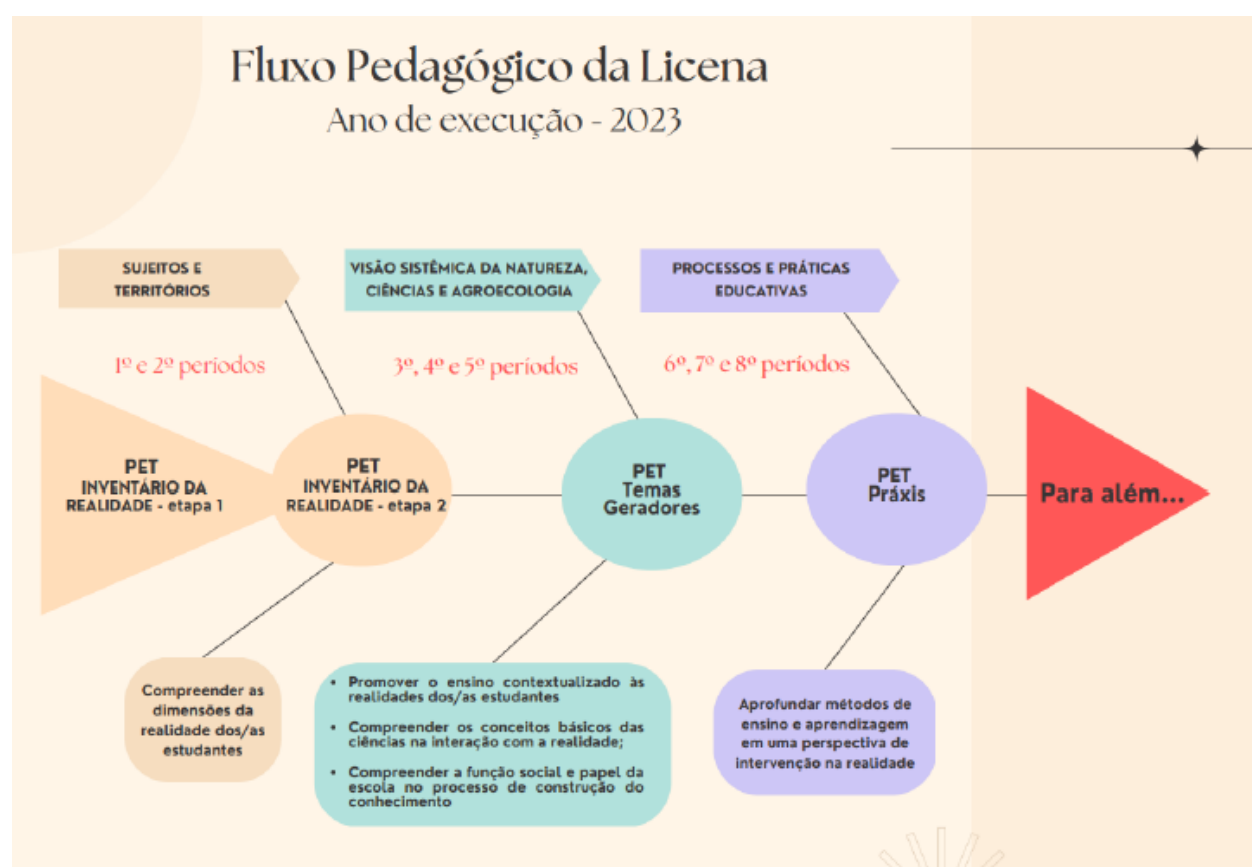 Fluxo Pedagógico da Licena
Ano de execução - 2023
SUJEITOS E
TERRITÓRIOS
VISÃO SISTÊMICA DA NATUREZA,
CIÊNCIAS E AGROECOLOGIA
PROCESSOS E PRÁTICAS
EDUCATIVAS
1º e 2º períodos
3º, 4º e 5º períodos
6º, 7º e 8º períodos
PET
INVENTÁRIO DA
REALIDADE - etapa 1
PET
INVENTÁRIO DA
REALIDADE - etapa 2
PET
Temas
Geradores
PET
Práxis
Para além...
Compreender as
dimensões da
realidade dos/as
estudantes
• Promover o ensino contextualizado às
realidades dos/as estudantes
• Compreender os conceitos básicos das
ciências na interação com a realidade;
• Compreender a função social e papel da
escola no processo de construção do
conhecimento
Aprofundar métodos de
ensino e aprendizagem
em uma perspectiva de
intervenção na realidade